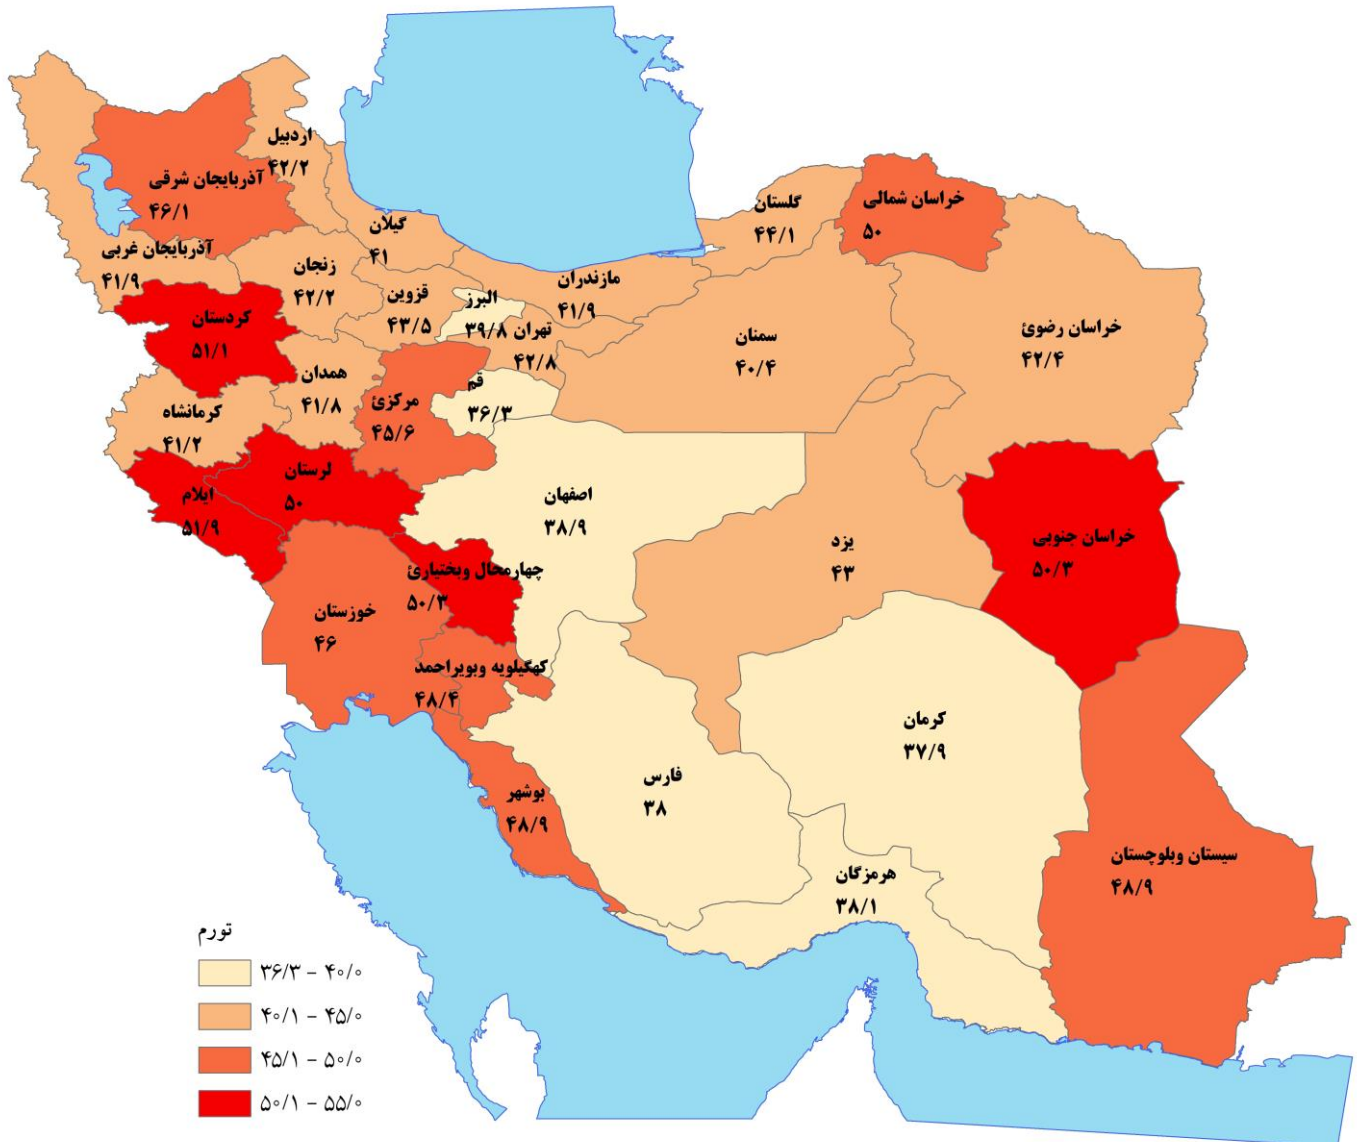 اردبیل
۴۲/۲
آذربایجان شرقی
۴۶/۱
گیلان
۴۱
آذربایجان غربی
۴۱/۹
زنجان
۴۲/۲
قزوین
۴۳/۵
البرز
۳۹/۸
مازندران
۴۱/۹
تهران
۴۲/۸
گلستان
۴۴/۱
خراسان شمالی
۵۰
سمنان
۴۰/۴
خراسان رضوئ
۴۲/۴
کردستان
۵۱/۱
همدان
۴۱/۸
کرمانشاه
۴۱/۲
مرکزئ
۴۵/۶
قم
۳۶/۳
لرستان
۵۰
ایلام
۵۱/۹
اصفهان
۳۸/۹
یزد
۴۳
خراسان جنوبی
۵۰/۳
چهارمحال وبختیارئ
۵۰/۳
خوزستان
۴۶
کهگیلویه وبویراحمد
۴۸/۴
کرمان
۳۷/۹
فارس
۳۸
بوشهر
۴۸/۹
هرمزگان
۳۸/۱
سیستان وبلوچستان
۴۸/۹
تورم
۳۶/۳ - ۴۰/۰
۴۰/۱ - ۴۵/۰
۴۵/۱ - ۵۰/۰
۵۰/۱ - ۵۵/۰